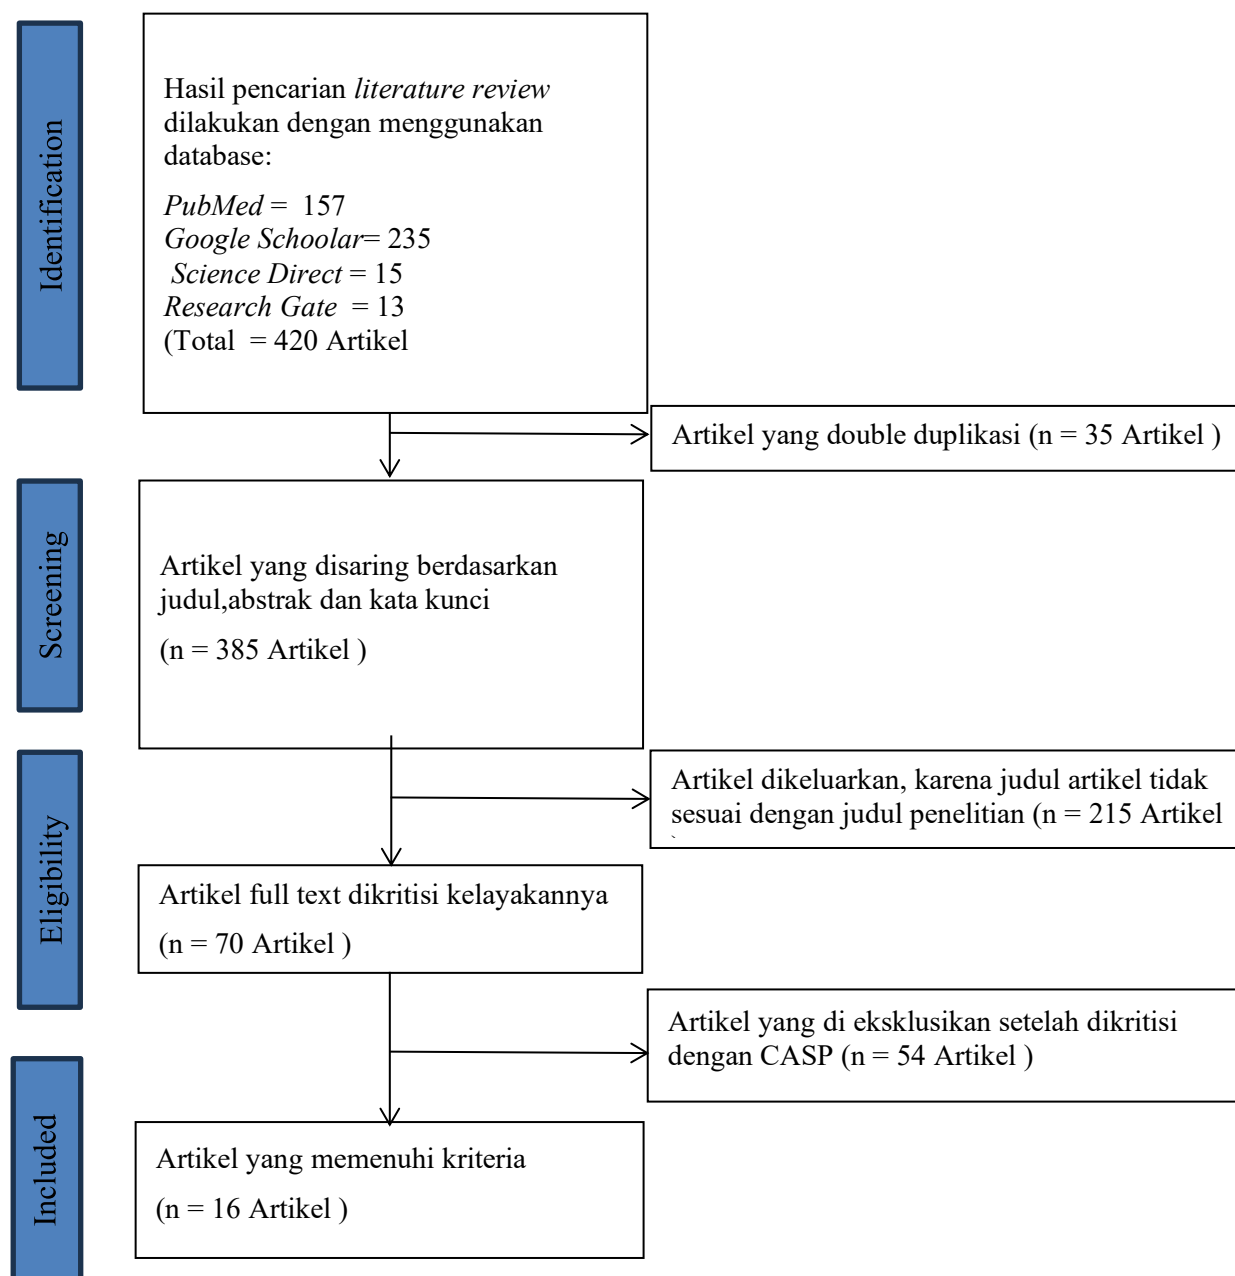 Identification
Hasil pencarian literature review
dilakukan dengan menggunakan
database:
PubMed = 157
Google Schoolar= 235
Science Direct = 15
Research Gate = 13
(Total = 420 Artikel
Artikel yang double duplikasi (n = 35 Artikel )
Screening
Artikel yang disaring berdasarkan
judul,abstrak dan kata kunci
(n = 385 Artikel )
Eligibility
Artikel dikeluarkan, karena judul artikel tidak
sesuai dengan judul penelitian (n = 215 Artikel
Artikel full text dikritisi kelayakannya
(n = 70 Artikel )
Artikel yang di eksklusikan setelah dikritisi
dengan CASP (n = 54 Artikel )
Included
Artikel yang memenuhi kriteria
(n = 16 Artikel )